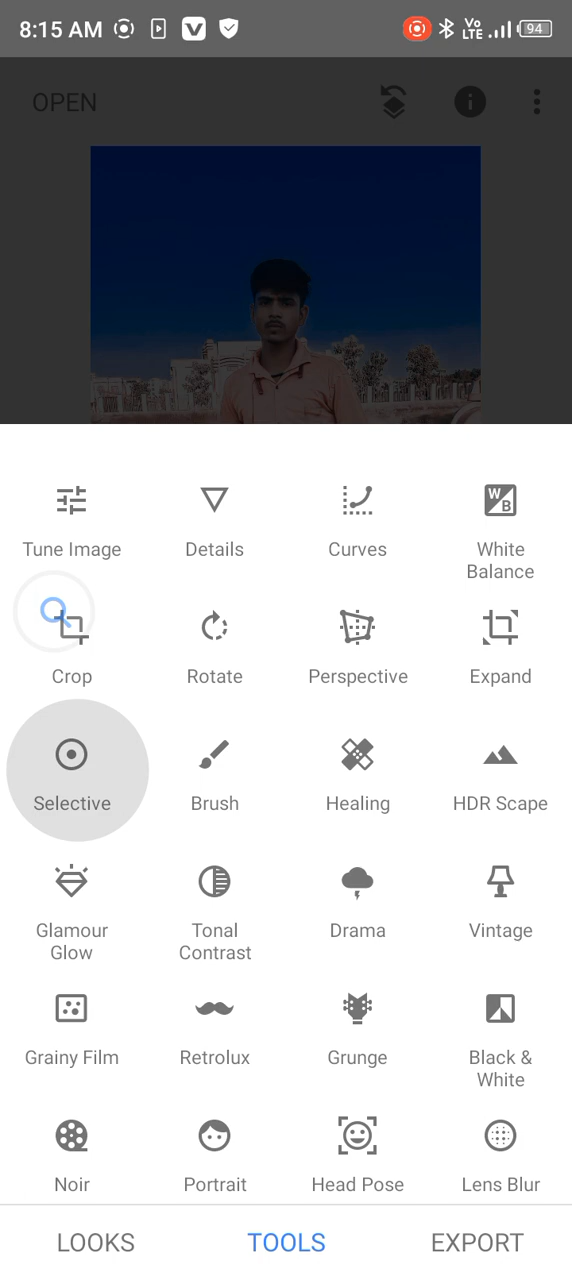 8:15 AM
Vo
LTE
94
OPEN
Tune Image
Details
Curves
W
B
White
Balance
Crop
Rotate
Perspective
Expand
Selective
Brush
Healing
HDR Scape
Glamour
Glow
Tonal
Contrast
Drama
Vintage
Grainy Film
Retrolux
Grunge
Black &
White
Noir
Portrait
Head Pose
Lens Blur
LOOKS
TOOLS
EXPORT